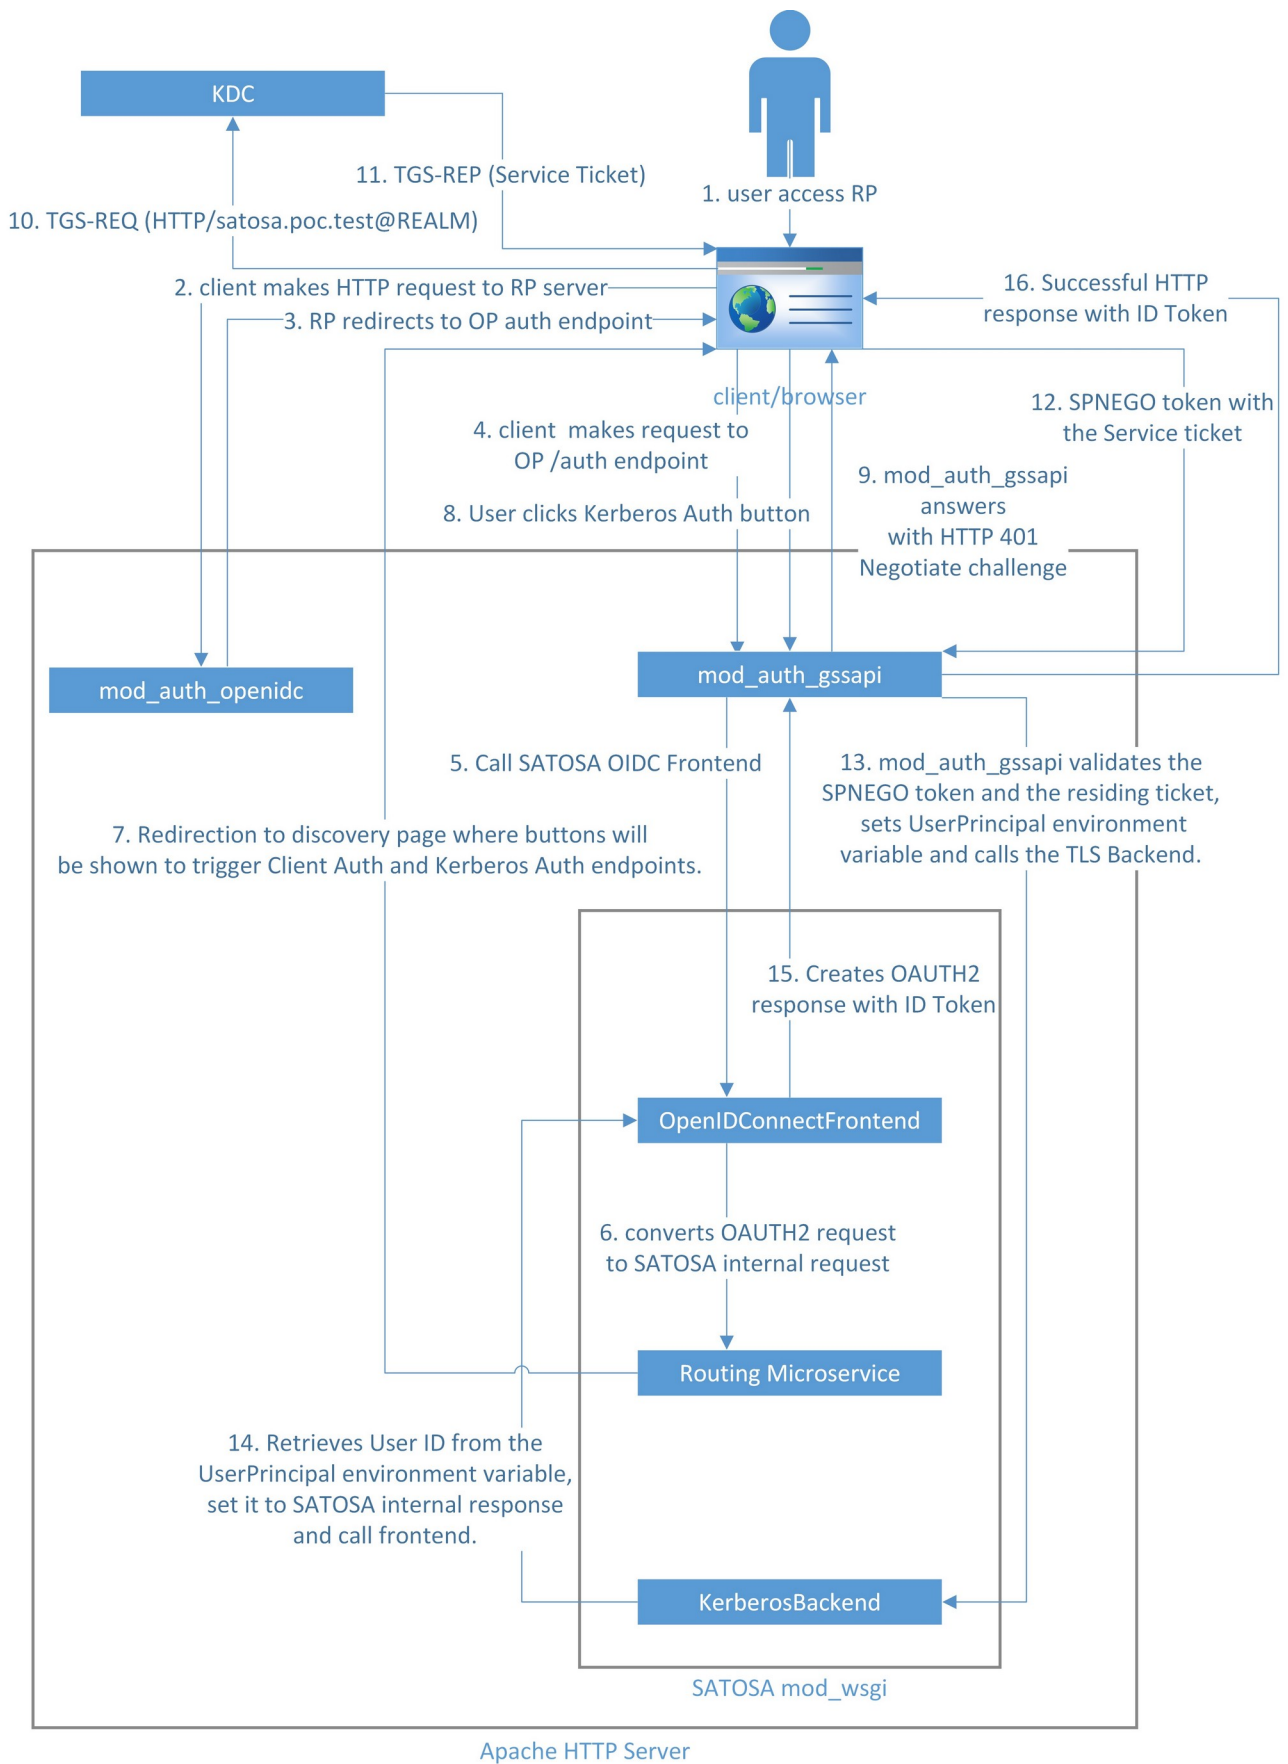 KDC
11. TGS-REP (Service Ticket)
1. user access RP
10. TGS-REQ (HTTP/satosa.poc.test@REALM)
2. client makes HTTP request to RP server
3. RP redirects to OP auth endpoint
16. Successful HTTP
response with ID Token
client/browser
12. SPNEGO token with
the Service ticket
4. client  makes request to
OP /auth endpoint
8. User clicks Kerberos Auth button
9. mod_auth_gssapi
answers
with HTTP 401
Negotiate challenge
mod_auth_openidc
mod_auth_gssapi
5. Call SATOSA OIDC Frontend
13. mod_auth_gssapi validates the
SPNEGO token and the residing ticket,
sets UserPrincipal environment
variable and calls the TLS Backend.
7. Redirection to discovery page where buttons will
be shown to trigger Client Auth and Kerberos Auth endpoints.
15. Creates OAUTH2
response with ID Token
OpenIDConnectFrontend
6. converts OAUTH2 request
to SATOSA internal request
Routing Microservice
14. Retrieves User ID from the
UserPrincipal environment variable,
set it to SATOSA internal response
and call frontend.
KerberosBackend
SATOSA mod_wsgi
Apache HTTP Server